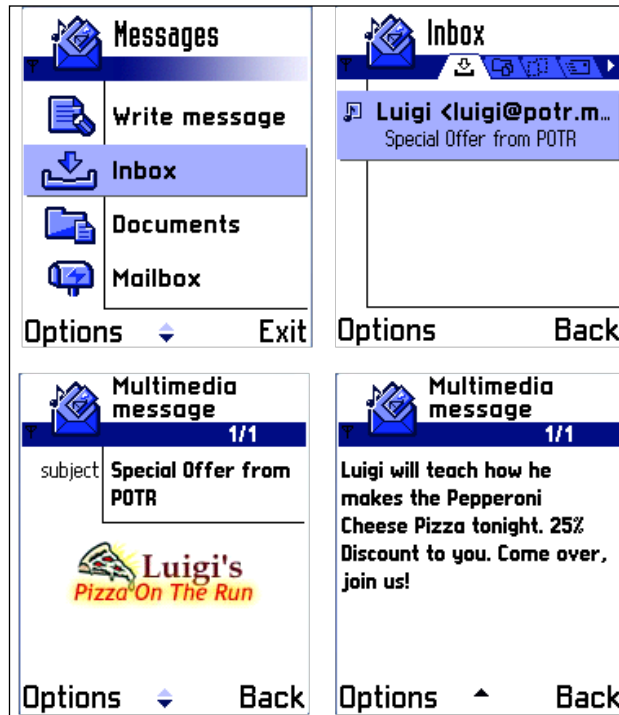 Messages
Write message
Inbox
Documents
Mailbox
Options
Exit
Inbox
Luigi <luigi@potr.m…
Special Offer from POTR
Options
Back
Multimedia
message
1/1
subject
Special Offer from
POTR
Luigi's
Pizza On The Run
Options
Back
Multimedia
message
1/1
Luigi will teach how he
makes the Pepperoni
Cheese Pizza tonight. 25%
Discount to you. Come over,
join us!
Options
Back